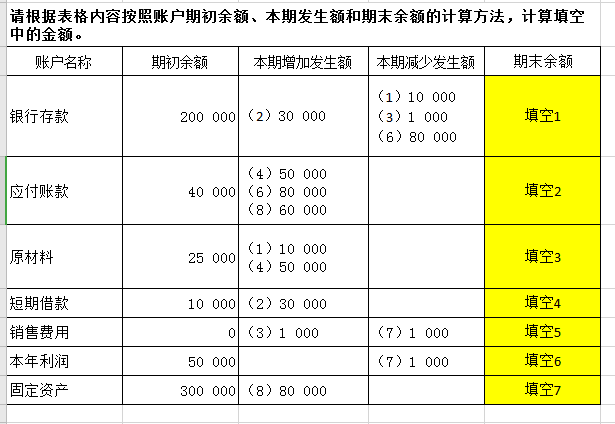 请根据表格内容按照账户期初余额、本期发生额和期末余额的计算方法，计算填空
中的金额。
账户名称 期初余额 本期增加发生额 本期减少发生额 期末余额
银行存款 200 000 （2）30 000 （1）10 000 填空1
（3）1 000
（6）80 000
应付账款 40 000 （4）50 000 填空2
（6）80 000
（8）60 000
原材料 25 000 （1）10 000 填空3
（4）50 000
短期借款 10 000 （2）30 000 填空4
销售费用 0 （3）1 000 （7）1 000 填空5
本年利润 50 000 （7）1 000 填空6
固定资产 300 000 （8）80 000 填空7